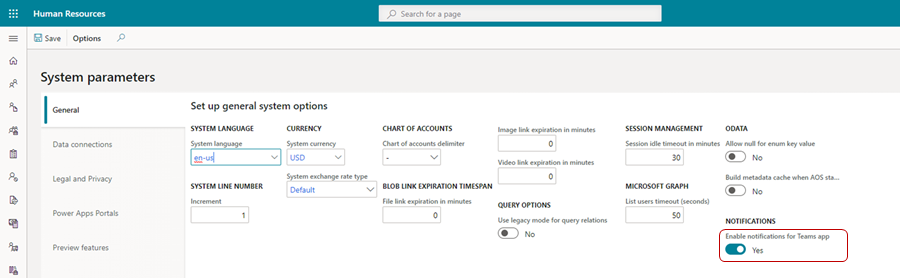 Human Resources
Search for a page
Save Options
System parameters
General
Data connections
Legal and Privacy
Power Apps Portals
Preview features
Set up general system options
SYSTEM LANGUAGE
System language
en-us
SYSTEM LINE NUMBER
Increment
1
CURRENCY
System currency
USD
System exchange rate type
Default
CHART OF ACCOUNTS
Chart of accounts delimiter
-
BLOB LINK EXPIRATION TIMESPAN
File link expiration in minutes
0
Image link expiration in minutes
0
Video link expiration in minutes
0
QUERY OPTIONS
Use legacy mode for query relations
No
SESSION MANAGEMENT
Session idle timeout in minutes
30
MICROSOFT GRAPH
List users timeout (seconds)
50
ODATA
Allow null for enum key value
No
Build metadata cache when AOS sta...
No
NOTIFICATIONS
Enable notifications for Teams app
Yes